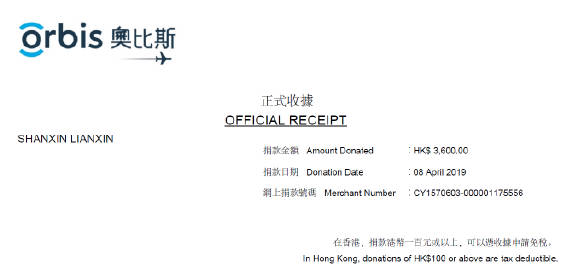 orbis 奧比斯
正式收據
OFFICIAL RECEIPT
SHANXIN LIANXIN
捐款金額 Amount Donated : HK$ 3,600.00
捐款日期 Donation Date : 08 April 2019
網上捐款號碼 Merchant Number : CY1570603-000001175556
在香港，捐款港幣一百元或以上，可以憑收據申請免稅。
In Hong Kong, donations of HK$100 or above are tax deductible.